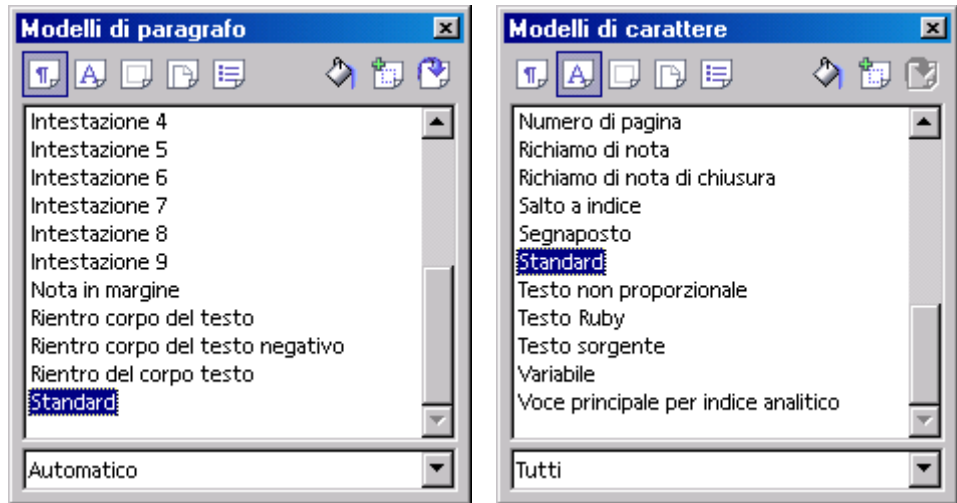 Modelli di paragrafo
Intestazione 4
Intestazione 5
Intestazione 6
Intestazione 7
Intestazione 8
Intestazione 9
Nota in margine
Rientro corpo del testo
Rientro corpo del testo negativo
Rientro del corpo testo
Standard
Automatico
Modelli di carattere
Numero di pagina
Richiamo di nota
Richiamo di nota di chiusura
Salto a indice
Segnaposto
Standard
Testo non proporzionale
Testo Ruby
Testo sorgente
Variabile
Voce principale per indice analitico
Tutti